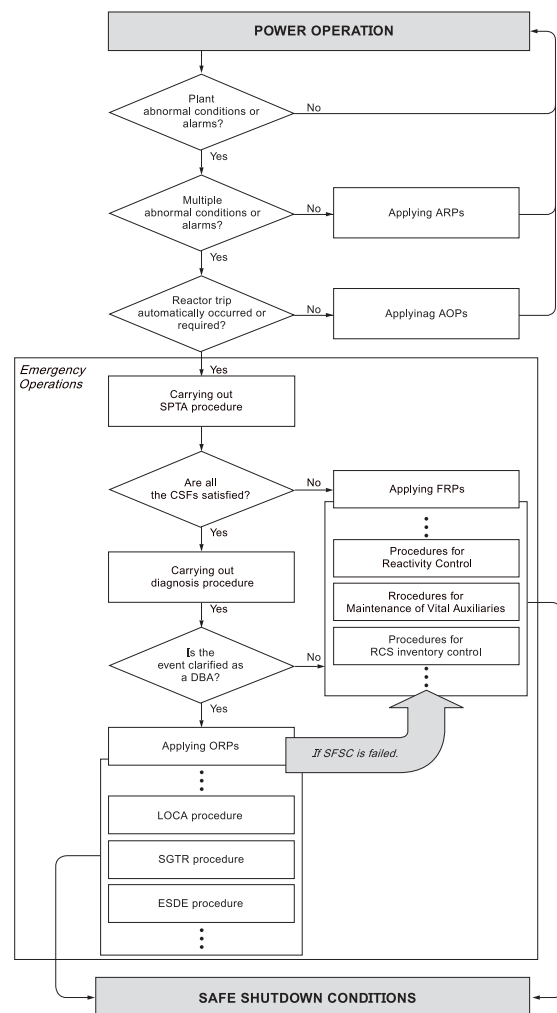 POWER OPERATION
Plant
abnormal conditions or
alarms?
No
Yes
Multiple
abnormal conditions or
alarms?
No
Applying ARPs
Yes
Reactor trip
automatically occurred or
required?
No
Applyinag AOPs
Yes
Emergency
Operations
Carrying out
SPTA procedure
Are all
the CSFs satisfied?
No
Applying FRPs
Yes
Procedures for
Reactivity Control
Carrying out
diagnosis procedure
Rrocedures for
Maintenance of Vital Auxiliaries
Yes
Procedures for
RCS inventory control
Is the
event clarified as
a DBA?
No
Yes
Applying ORPs
If SFSC is failed.
LOCA procedure
SGTR procedure
ESDE procedure
SAFE SHUTDOWN CONDITIONS